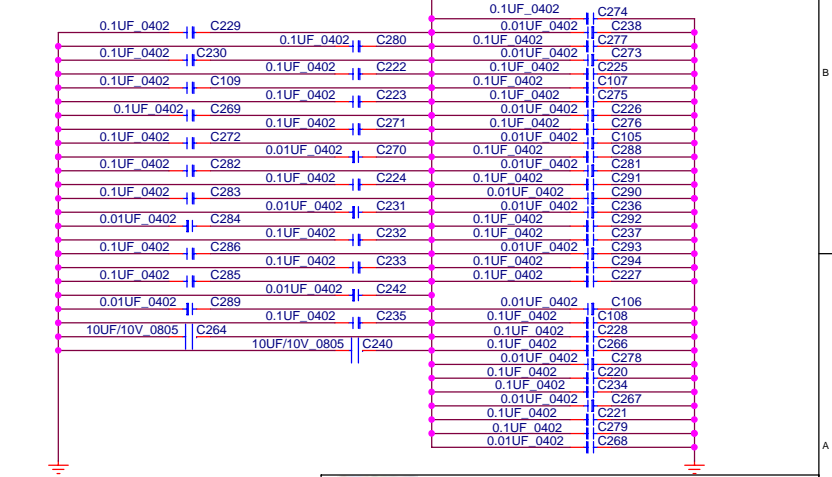 0.1UF_0402 C274
0.1UF_0402 C229 0.01UF_0402 C238
0.1UF_0402 C280 0.1UF_0402 C277
0.1UF_0402 C230 0.01UF_0402 C273
0.1UF_0402 C222 0.1UF_0402 C225
0.1UF_0402 C109 0.1UF_0402 C107
0.1UF_0402 C223 0.1UF_0402 C275
0.1UF_0402 C269 0.01UF_0402 C226
0.1UF_0402 C271 0.1UF_0402 C276
0.1UF_0402 C272 0.01UF_0402 C105
0.01UF_0402 C270 0.1UF_0402 C288
0.1UF_0402 C282 0.01UF_0402 C281
0.1UF_0402 C224 0.1UF_0402 C291
0.1UF_0402 C283 0.01UF_0402 C290
0.01UF_0402 C231 0.01UF_0402 C236
0.01UF_0402 C284 0.1UF_0402 C292
0.1UF_0402 C232 0.1UF_0402 C237
0.1UF_0402 C286 0.01UF_0402 C293
0.1UF_0402 C233 0.1UF_0402 C294
0.1UF_0402 C285 0.1UF_0402 C227
0.01UF_0402 C242
0.01UF_0402 C289 0.01UF_0402 C106
0.1UF_0402 C235 0.1UF_0402 C108
10UF/10V_0805 C264 0.1UF_0402 C228
10UF/10V_0805 C240 0.1UF_0402 C266
0.01UF_0402 C278
0.1UF_0402 C220
0.1UF_0402 C234
0.01UF_0402 C267
0.1UF_0402 C221
0.1UF_0402 C279
0.01UF_0402 C268
B
A